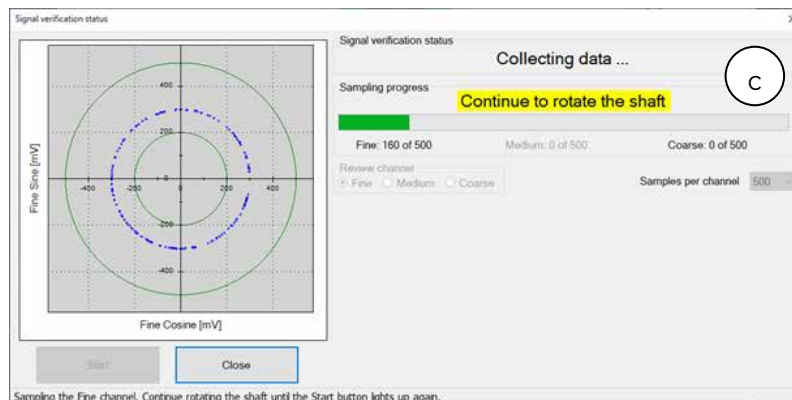 Signal verification status
Signal verification status
Collecting data ...
C
Sampling progress
Continue to rotate the shaft
Fine: 160 of 500 Medium: 0 of 500 Coarse: 0 of 500
Review channel
Fine Medium Coarse
Samples per channel 500
400
200
-400 -200 0 200 400
-200
-400
Fine Sine [mV]
Fine Cosine [mV]
Start Close
Sampling the Fine channel. Continue rotating the shaft until the Start button lights up again.